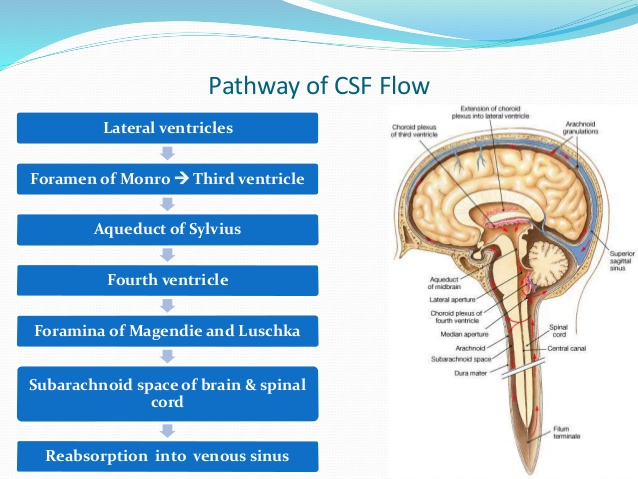 Pathway of CSF Flow
Lateral ventricles
Foramen of Monro → Third ventricle
Aqueduct of Sylvius
Fourth ventricle
Foramina of Magendie and Luschka
Subarachnoid space of brain & spinal
cord
Reabsorption into venous sinus
Extension of choroid
plexus into lateral ventricle
Choroid plexus
of third ventricle
Arachnoid
granulations
Superior
sagittal
sinus
Aqueduct
of midbrain
Lateral aperture
Choroid plexus of
fourth ventricle
Median aperture
Arachnoid
Subarachnoid space
Dura mater
Spinal
cord
Central canal
Filum
terminale